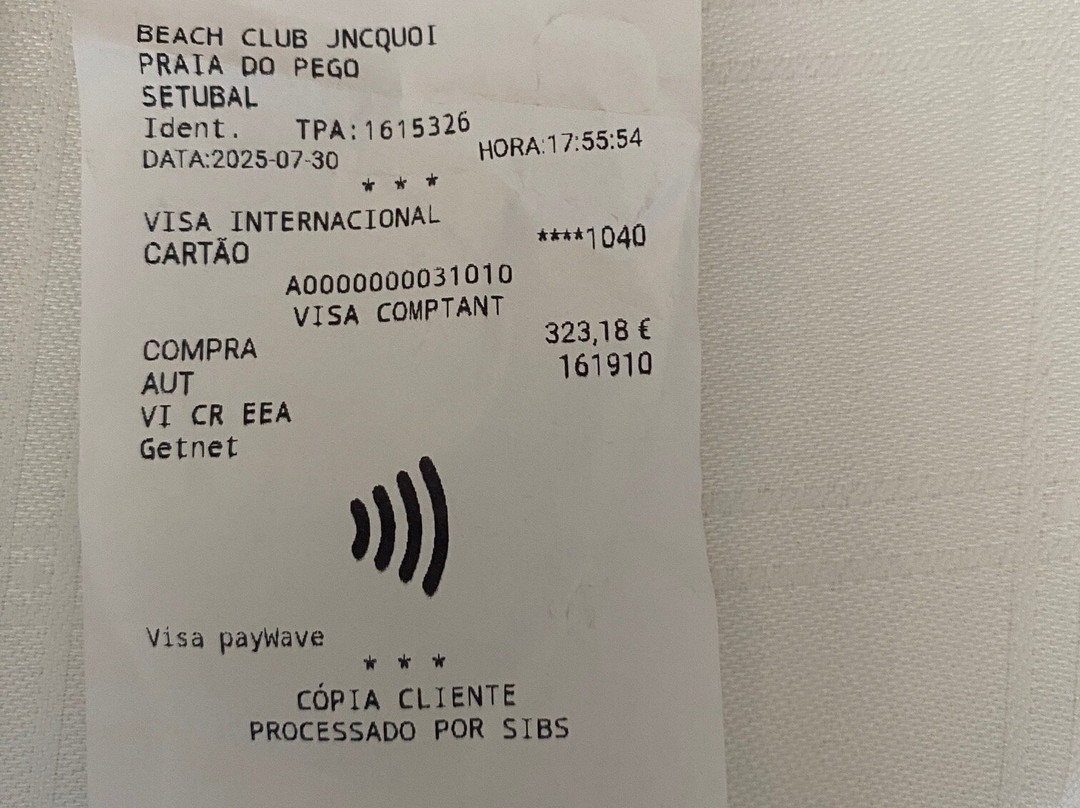 BEACH CLUB JNCQUOI
PRAIA DO PEGO
SETUBAL
Ident. TPA:1615326
DATA:2025-07-30 HORA:17:55:54
* * *
VISA INTERNACIONAL
CARTÃO ****1040
A0000000031010
VISA COMPTANT
COMPRA 323,18 €
AUT 161910
VI CR EEA
Getnet
Visa payWave
* * *
CÓPIA CLIENTE
PROCESSADO POR SIBS